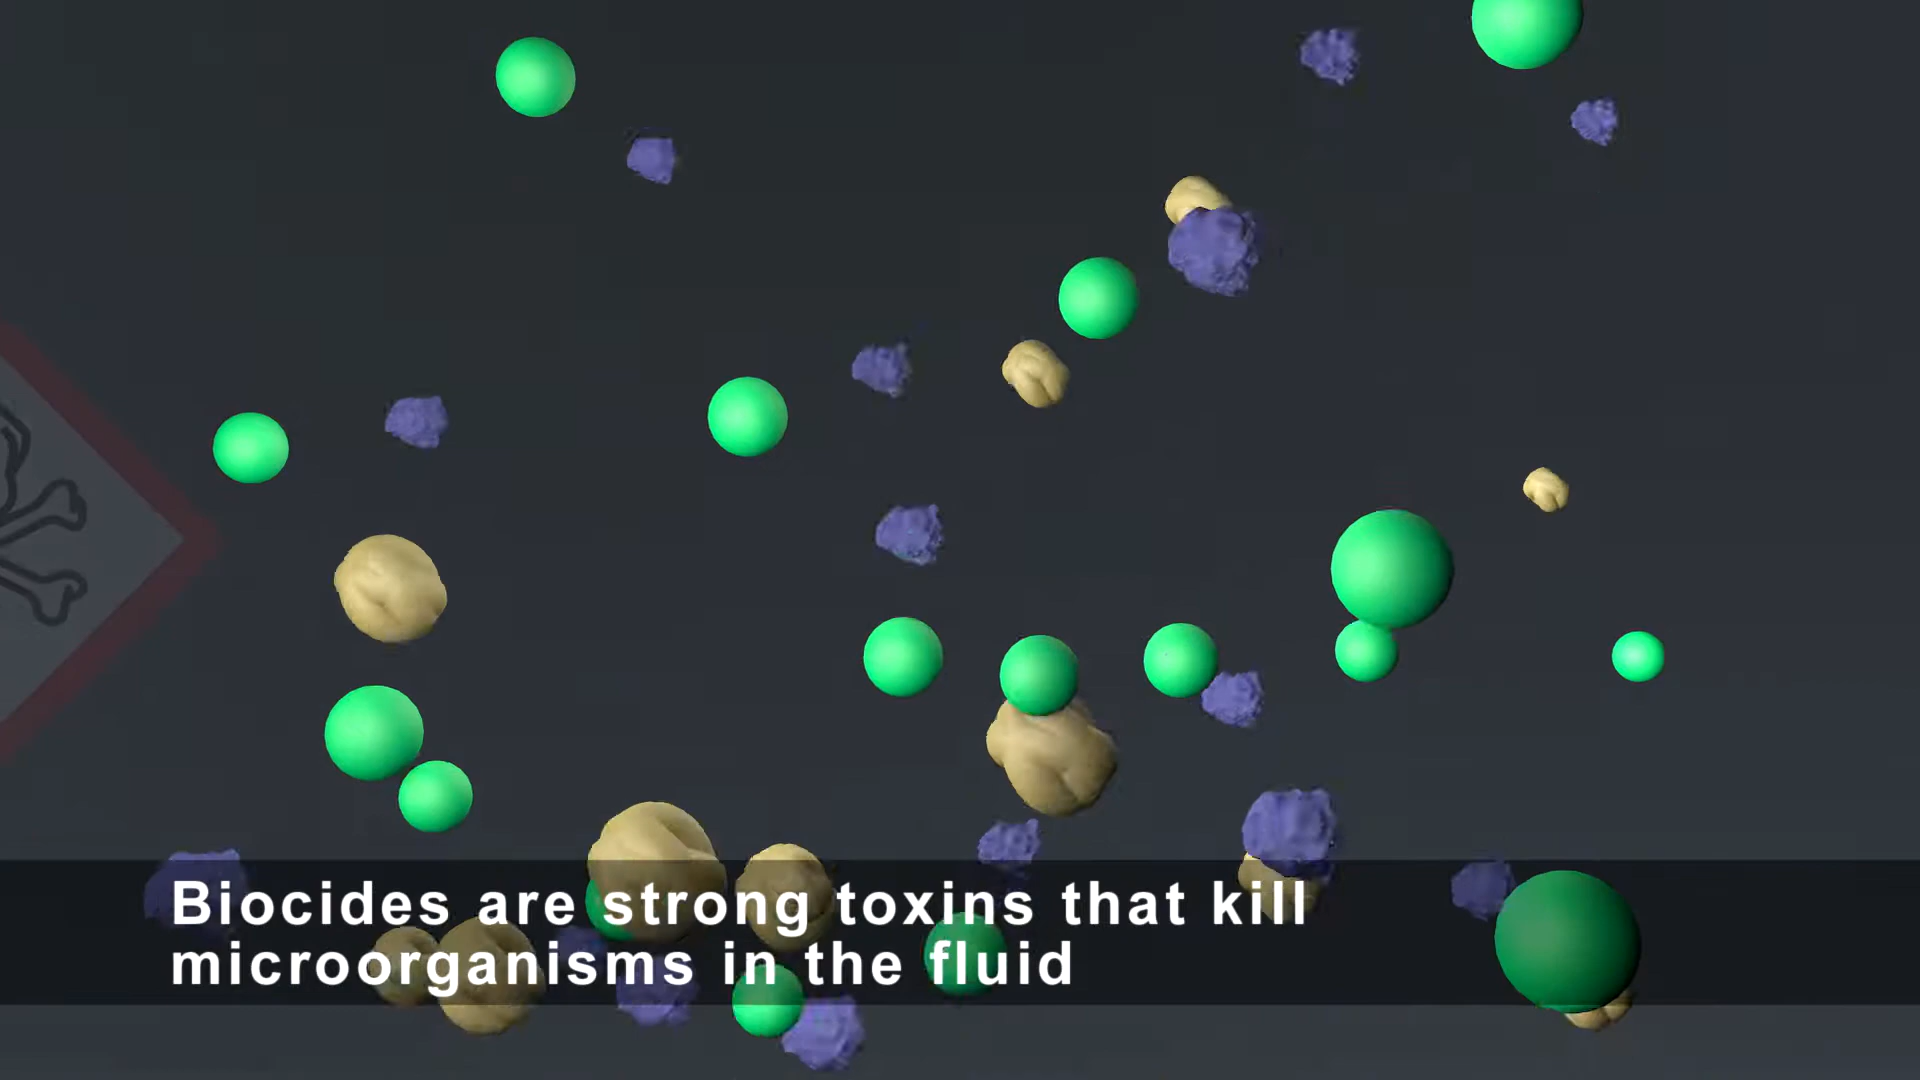 Biocides are strong toxins that kill
microorganisms in the fluid